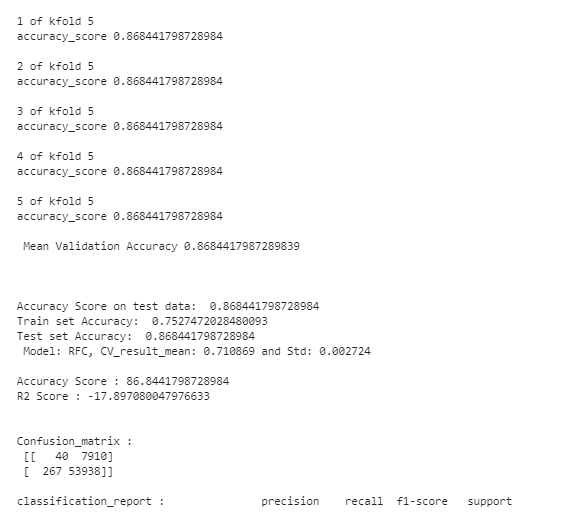 1 of kfold 5
accuracy_score 0.868441798728984
2 of kfold 5
accuracy_score 0.868441798728984
3 of kfold 5
accuracy_score 0.868441798728984
4 of kfold 5
accuracy_score 0.868441798728984
5 of kfold 5
accuracy_score 0.868441798728984
Mean Validation Accuracy 0.8684417987289839
Accuracy Score on test data:  0.868441798728984
Train set Accuracy:  0.7527472028480093
Test set Accuracy:  0.868441798728984
Model: RFC, CV_result_mean: 0.710869 and Std: 0.002724
Accuracy Score : 86.8441798728984
R2 Score : -17.897080047976633
Confusion_matrix :
[[   40  7910]
[  267 53938]]
classification_report :               precision    recall  f1-score   support